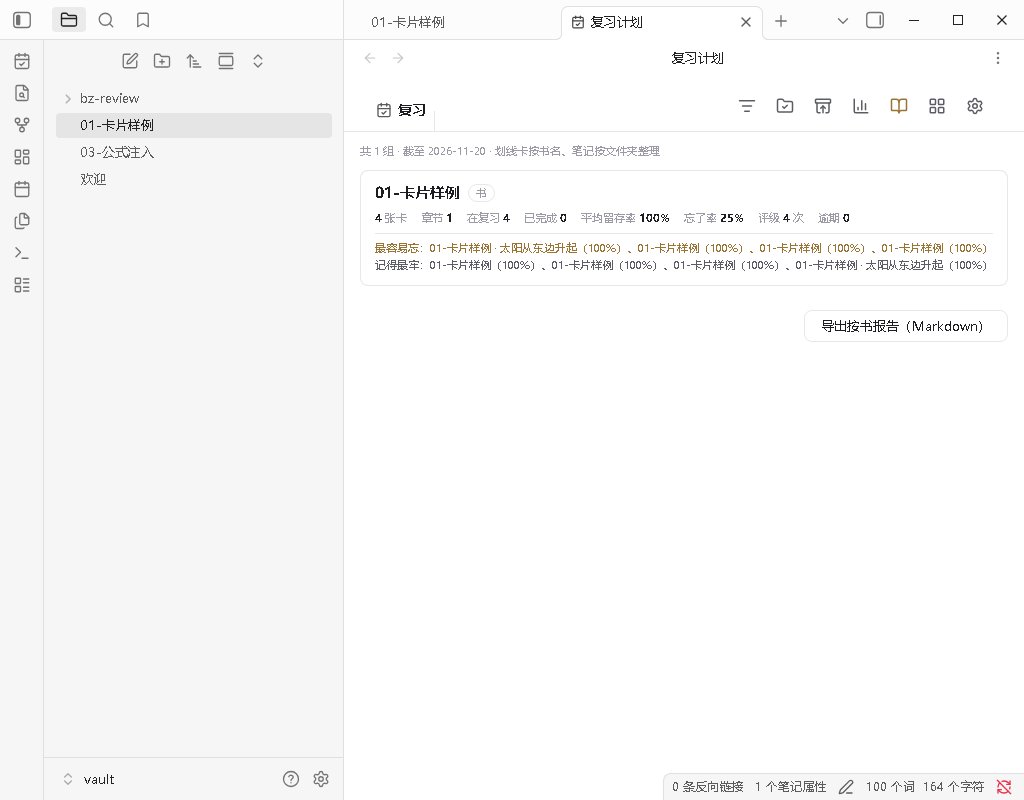 01-卡片样例
复习计划
复习计划
bz-review
01-卡片样例
03-公式注入
欢迎
复习
共 1 组 · 截至 2026-11-20 · 划线卡按书名、笔记按文件夹整理
01-卡片样例 书
4 张卡 章节 1 在复习 4 已完成 0 平均留存率 100% 忘了率 25% 评级 4 次 逾期 0
最容易忘：01-卡片样例 · 太阳从东边升起（100%）、01-卡片样例（100%）、01-卡片样例（100%）、01-卡片样例（100%）
记得最牢：01-卡片样例（100%）、01-卡片样例（100%）、01-卡片样例（100%）、01-卡片样例 · 太阳从东边升起（100%）
导出按书报告（Markdown）
vault
0 条反向链接 1 个笔记属性 100 个词 164 个字符